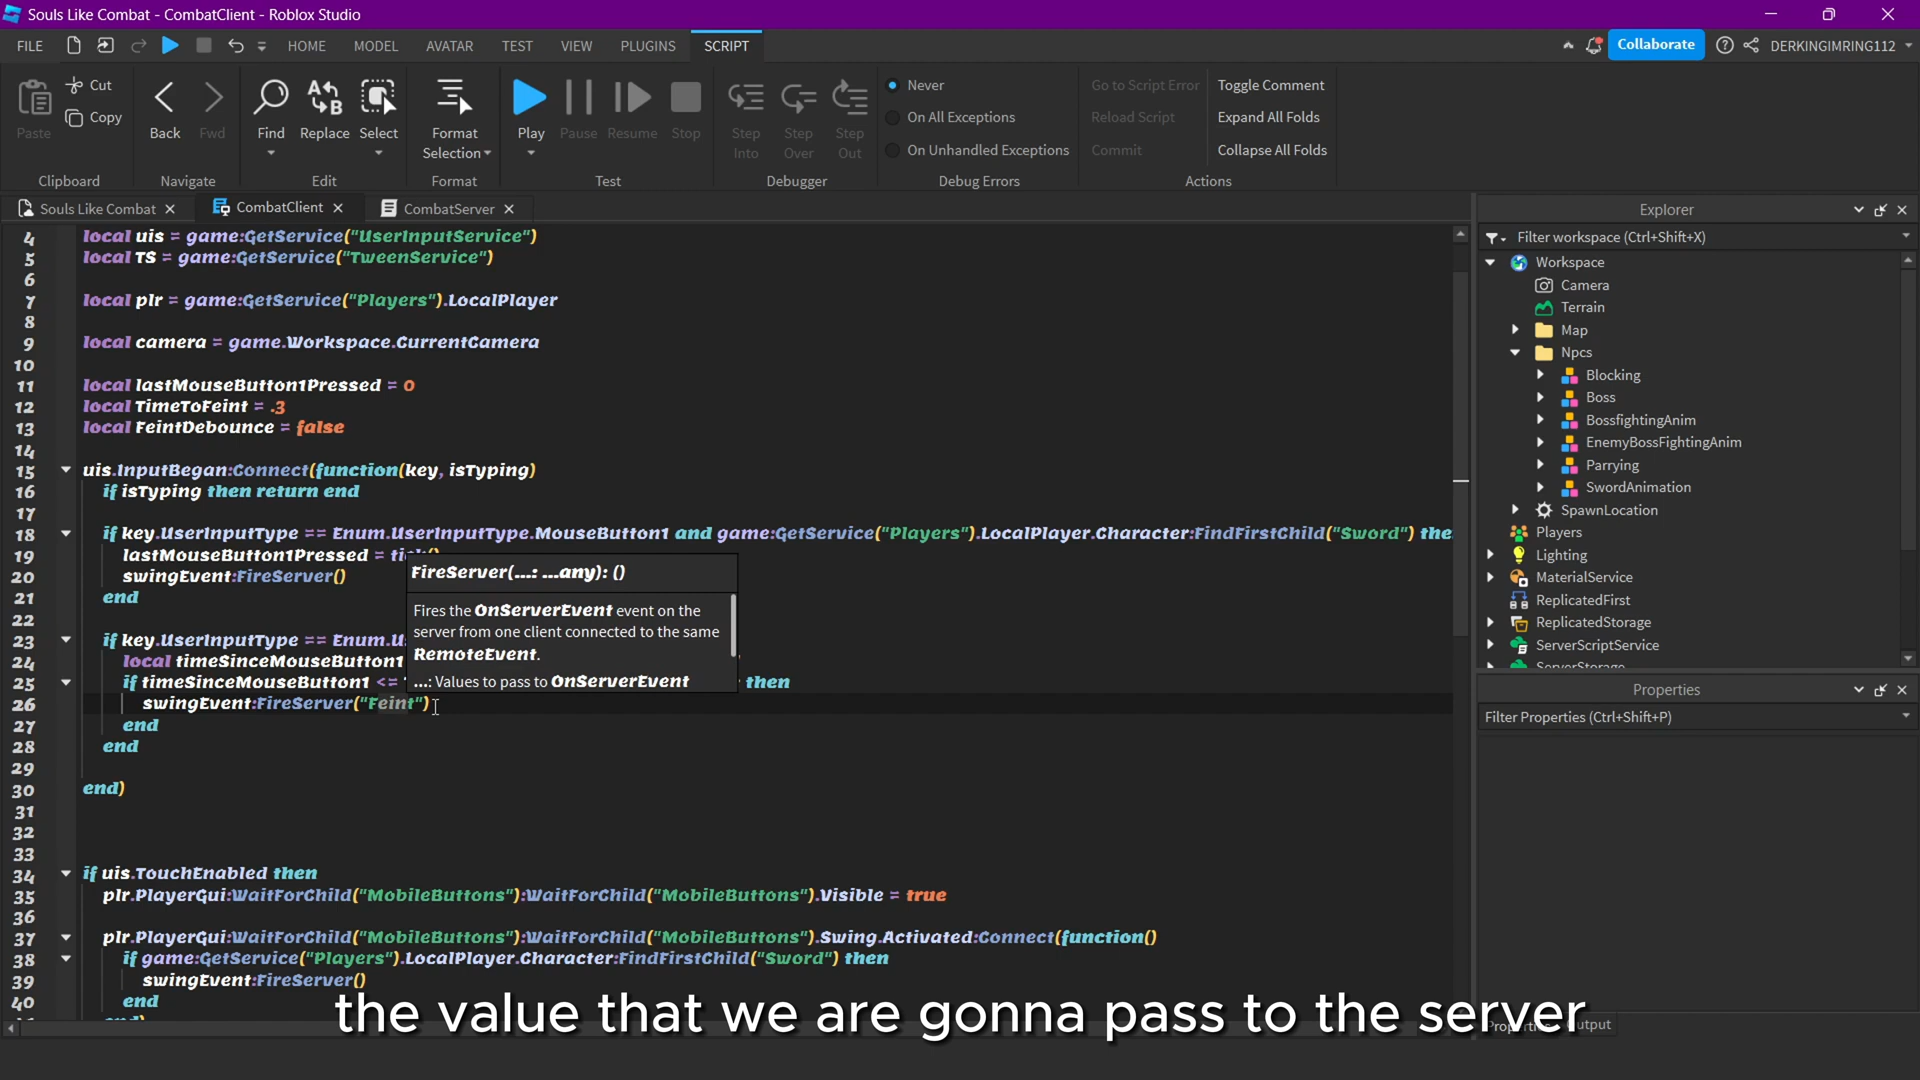 Souls Like Combat - CombatClient - Roblox Studio
FILE HOME MODEL AVATAR TEST VIEW PLUGINS SCRIPT Collaborate DERKINGIMRING112
Paste Cut Copy Back Fwd Find Replace Select Format Selection Play Pause Resume Stop Step Into Step Over Step Out
Never
On All Exceptions
On Unhandled Exceptions
Go to Script Error
Reload Script
Commit
Toggle Comment
Expand All Folds
Collapse All Folds
Clipboard Navigate Edit Format Test Debugger Debug Errors Actions
Souls Like Combat CombatClient CombatServer
4 local uis = game:GetService("UserInputService")
5 local TS = game:GetService("TweenService")
6
7 local plr = game:GetService("Players").LocalPlayer
8
9 local camera = game.Workspace.CurrentCamera
10
11 local lastMouseButton1Pressed = 0
12 local TimeToFeint = .3
13 local FeintDebounce = false
14
15 uis.InputBegan:Connect(function(key, isTyping)
16 if isTyping then return end
17
18 if key.UserInputType == Enum.UserInputType.MouseButton1 and game:GetService("Players").LocalPlayer.Character:FindFirstChild("Sword") the
19 lastMouseButton1Pressed = tick()
20 swingEvent:FireServer()
21 end
22
23 if key.UserInputType == Enum.U
24 local timeSinceMouseButton1
25 if timeSinceMouseButton1 <= then
26 swingEvent:FireServer("Feint")
27 end
28 end
29
30 end)
31
32
33
34 if uis.TouchEnabled then
35 plr.PlayerGui:WaitForChild("MobileButtons"):WaitForChild("MobileButtons").Visible = true
36
37 plr.PlayerGui:WaitForChild("MobileButtons"):WaitForChild("MobileButtons").Swing.Activated:Connect(function()
38 if game:GetService("Players").LocalPlayer.Character:FindFirstChild("Sword") then
39 swingEvent:FireServer()
40 end
FireServer(...: ...any): ()
Fires the OnServerEvent event on the
server from one client connected to the same
RemoteEvent.
...: Values to pass to OnServerEvent
the value that we are gonna pass to the server
Explorer
Filter workspace (Ctrl+Shift+X)
Workspace
Camera
Terrain
Map
Npcs
Blocking
Boss
BossfightingAnim
EnemyBossFightingAnim
Parrying
SwordAnimation
SpawnLocation
Players
Lighting
MaterialService
ReplicatedFirst
ReplicatedStorage
ServerScriptService
ServerStorage
Properties
Filter Properties (Ctrl+Shift+P)